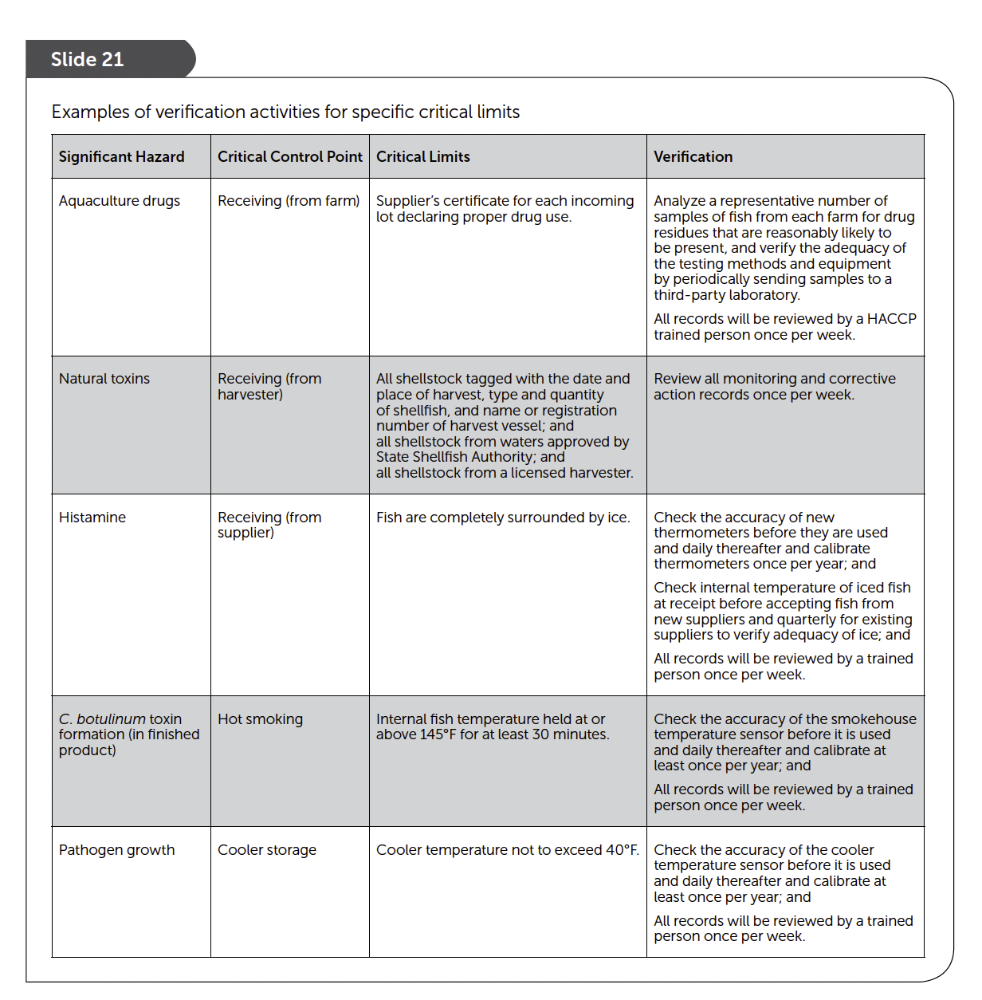 Slide 21
Examples of verification activities for specific critical limits
Significant Hazard
Critical Control Point
Critical Limits
Verification
Aquaculture drugs
Receiving (from farm)
Supplier’s certificate for each incoming
lot declaring proper drug use.
Analyze a representative number of
samples of fish from each farm for drug
residues that are reasonably likely to
be present, and verify the adequacy of
the testing methods and equipment
by periodically sending samples to a
third-party laboratory.
All records will be reviewed by a HACCP
trained person once per week.
Natural toxins
Receiving (from
harvester)
All shellstock tagged with the date and
place of harvest, type and quantity
of shellfish, and name or registration
number of harvest vessel; and
all shellstock from waters approved by
State Shellfish Authority; and
all shellstock from a licensed harvester.
Review all monitoring and corrective
action records once per week.
Histamine
Receiving (from
supplier)
Fish are completely surrounded by ice.
Check the accuracy of new
thermometers before they are used
and daily thereafter and calibrate
thermometers once per year; and
Check internal temperature of iced fish
at receipt before accepting fish from
new suppliers and quarterly for existing
suppliers to verify adequacy of ice; and
All records will be reviewed by a trained
person once per week.
C. botulinum toxin
formation (in finished
product)
Hot smoking
Internal fish temperature held at or
above 145°F for at least 30 minutes.
Check the accuracy of the smokehouse
temperature sensor before it is used
and daily thereafter and calibrate at
least once per year; and
All records will be reviewed by a trained
person once per week.
Pathogen growth
Cooler storage
Cooler temperature not to exceed 40°F.
Check the accuracy of the cooler
temperature sensor before it is used
and daily thereafter and calibrate at
least once per year; and
All records will be reviewed by a trained
person once per week.